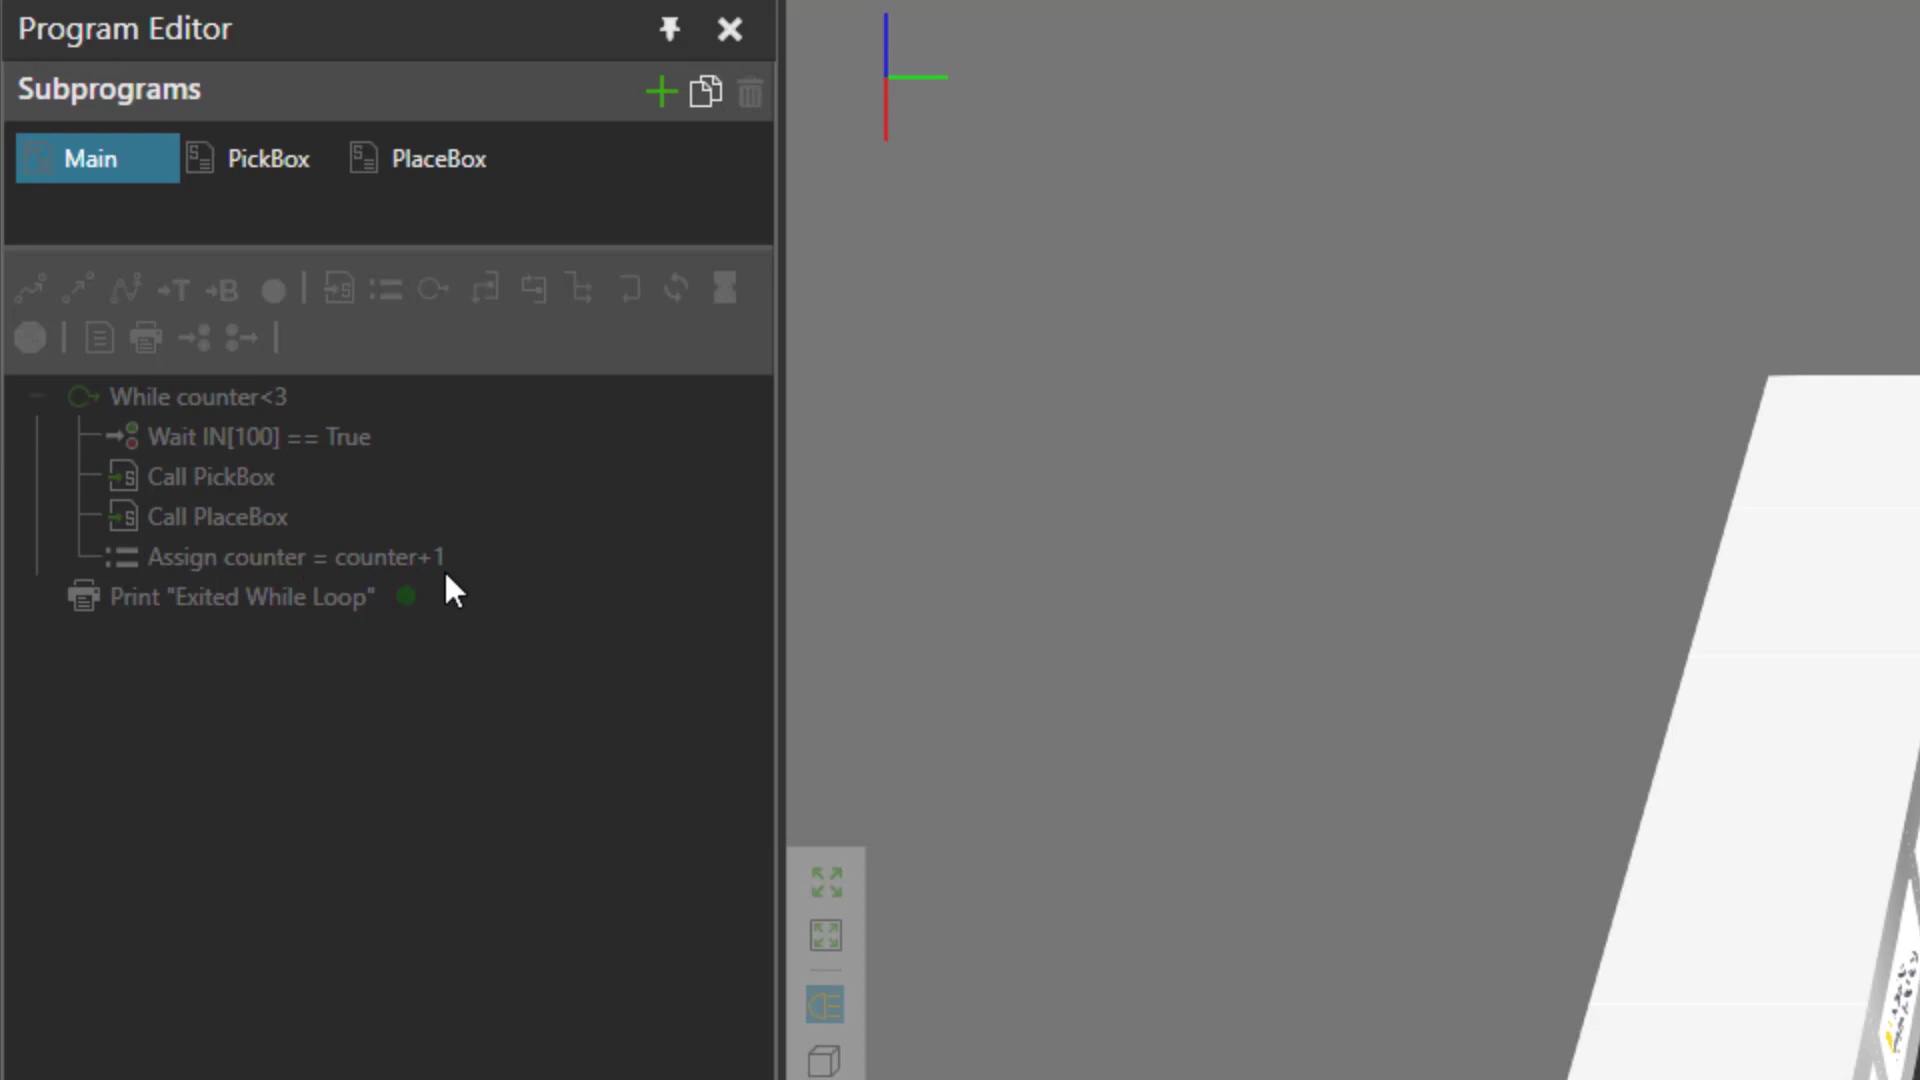 Program Editor
Subprograms
Main PickBox PlaceBox
T B
While counter<3
Wait IN[100] == True
Call PickBox
Call PlaceBox
Assign counter = counter+1
Print "Exited While Loop"